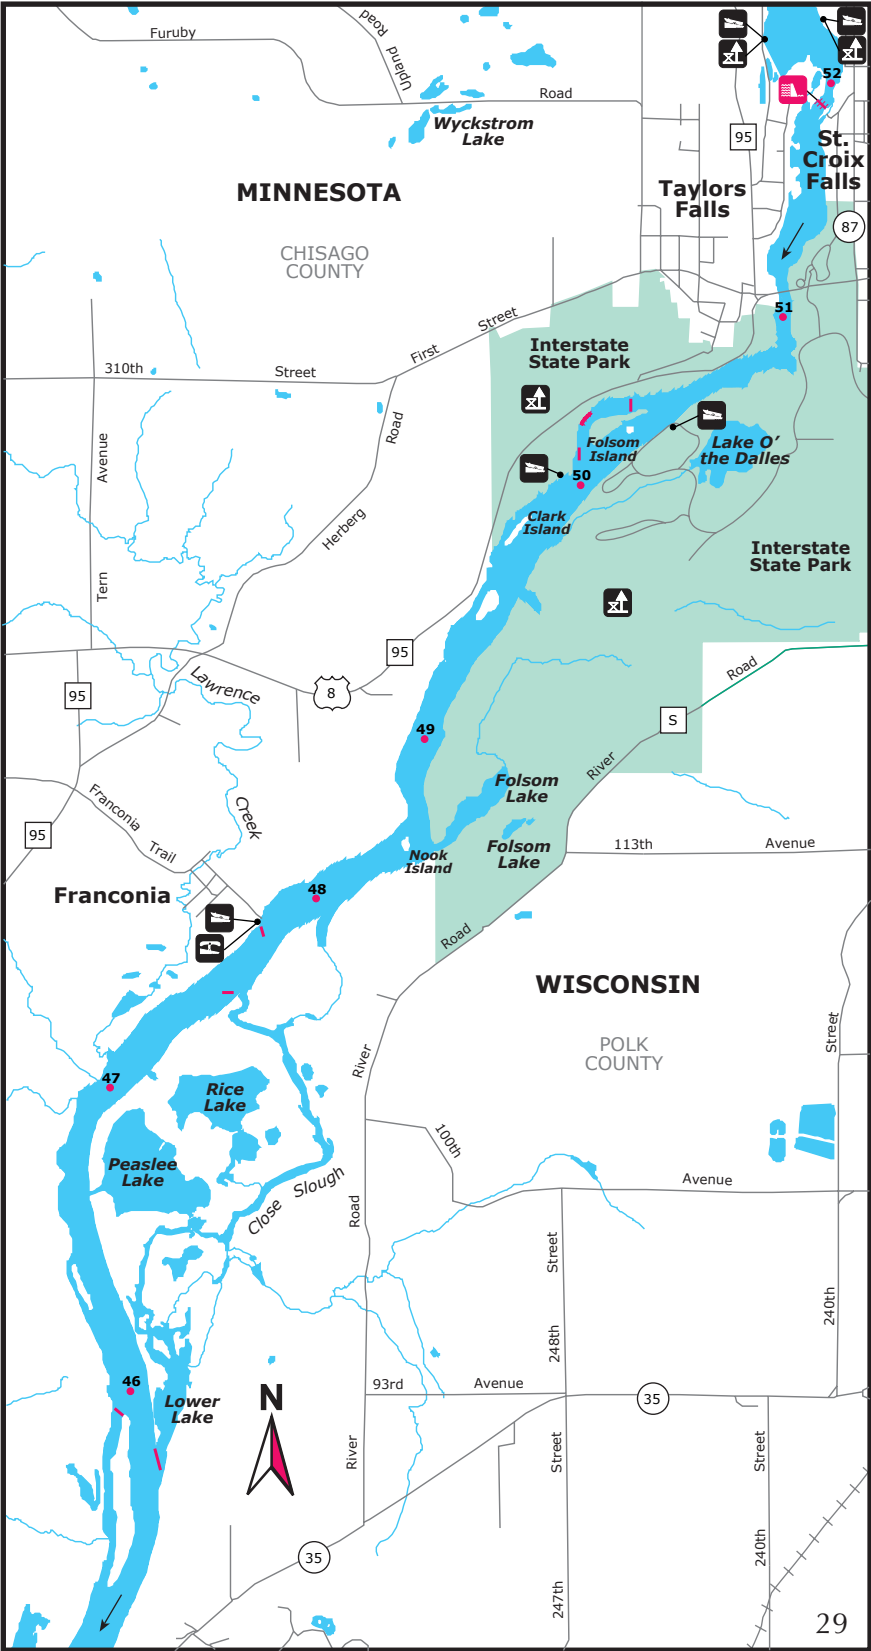 Furuby
Road
Upland
Road
Wyckstrom
Lake
52
95
St.
Croix
Falls
MINNESOTA
Taylors
Falls
87
CHISAGO
COUNTY
51
First
Street
310th
Street
Interstate
State Park
Avenue
Road
Folsom
Island
Lake O’
the Dalles
50
Clark
Island
Herberg
Interstate
State Park
Tern
95
Lawrence
8
95
Road
S
49
River
Folsom
Lake
Franconia
Trail
Creek
95
Nook
Island
Folsom
Lake
113th
Avenue
Franconia
48
Road
WISCONSIN
POLK
COUNTY
Street
River
47
Rice
Lake
100th
Peaslee
Lake
Close
Slough
Road
Avenue
Street
240th
248th
46
Lower
Lake
N
93rd
Avenue
35
River
Street
Street
35
240th
247th
29